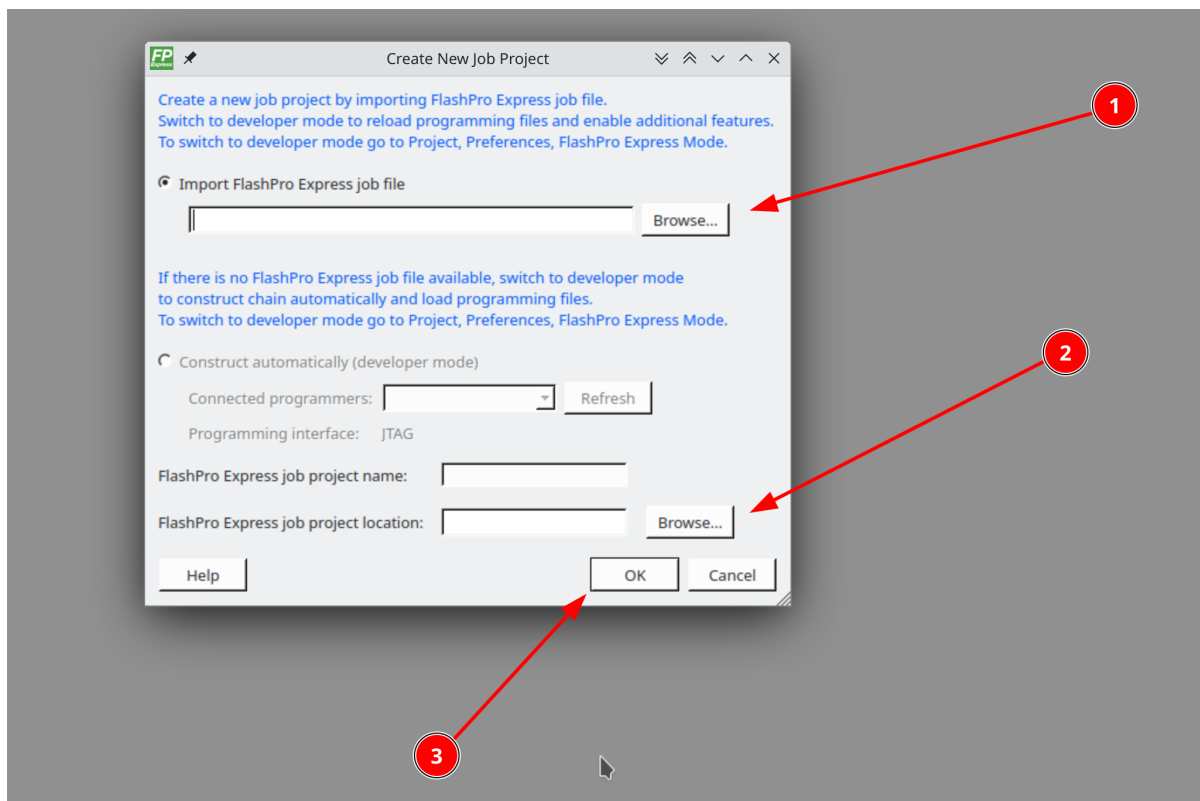 FP
Express
Create New Job Project
Create a new job project by importing FlashPro Express job file.
Switch to developer mode to reload programming files and enable additional features.
To switch to developer mode go to Project, Preferences, FlashPro Express Mode.
1
Import FlashPro Express job file
Browse...
If there is no FlashPro Express job file available, switch to developer mode
to construct chain automatically and load programming files.
To switch to developer mode go to Project, Preferences, FlashPro Express Mode.
2
Construct automatically (developer mode)
Connected programmers:
Refresh
Programming interface: JTAG
FlashPro Express job project name:
FlashPro Express job project location:
Browse...
Help
OK
Cancel
3